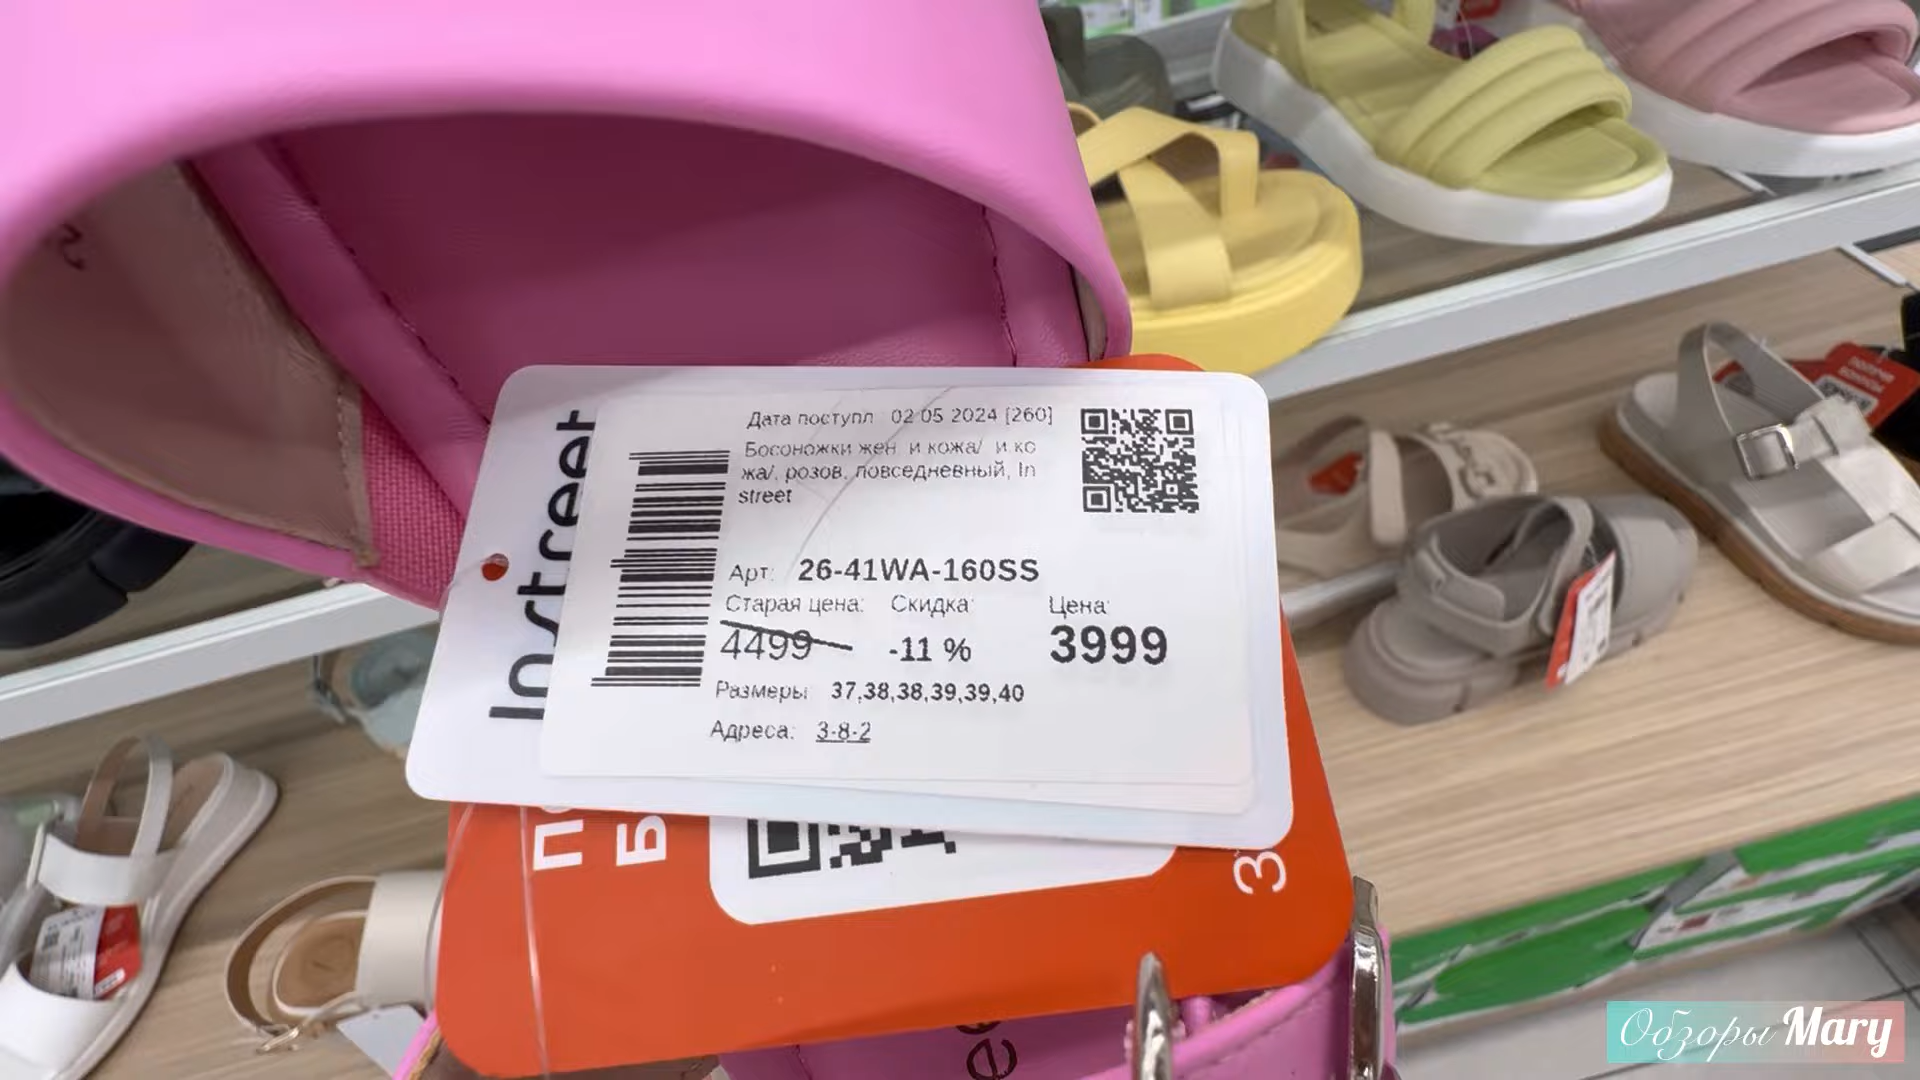 Instreet
Дата поступл 02 05 2024 [260]
Босоножки жен. и кожа/ и ко
жа/, розов, повседневный, In
street
Арт: 26-41WA-160SS
Старая цена: Скидка: Цена:
4499 -11 % 3999
Размеры 37,38,38,39,39,40
Адреса: 3-8-2
Обзоры Mary